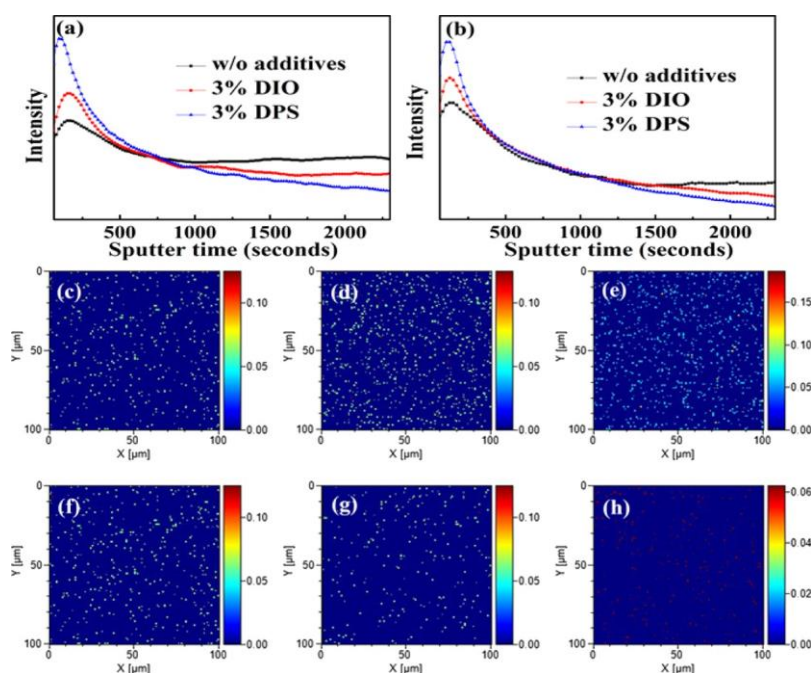 (a)
w/o additives
3% DIO
3% DPS
Intensity
500 1000 1500 2000
Sputter time (seconds)
(b)
w/o additives
3% DIO
3% DPS
Intensity
500 1000 1500 2000
Sputter time (seconds)
(c)
0
50
100
Y [µm]
0 50 100
X [µm]
0.10
0.05
0.00
(d)
0
50
100
Y [µm]
0 50 100
X [µm]
0.10
0.05
0.00
(e)
0
50
100
Y [µm]
0 50 100
X [µm]
0.15
0.10
0.05
0.00
(f)
0
50
100
Y [µm]
0 50 100
X [µm]
0.10
0.05
0.00
(g)
0
50
100
Y [µm]
0 50 100
X [µm]
0.10
0.05
0.00
(h)
0
50
100
Y [µm]
0 50 100
X [µm]
0.06
0.04
0.02
0.00